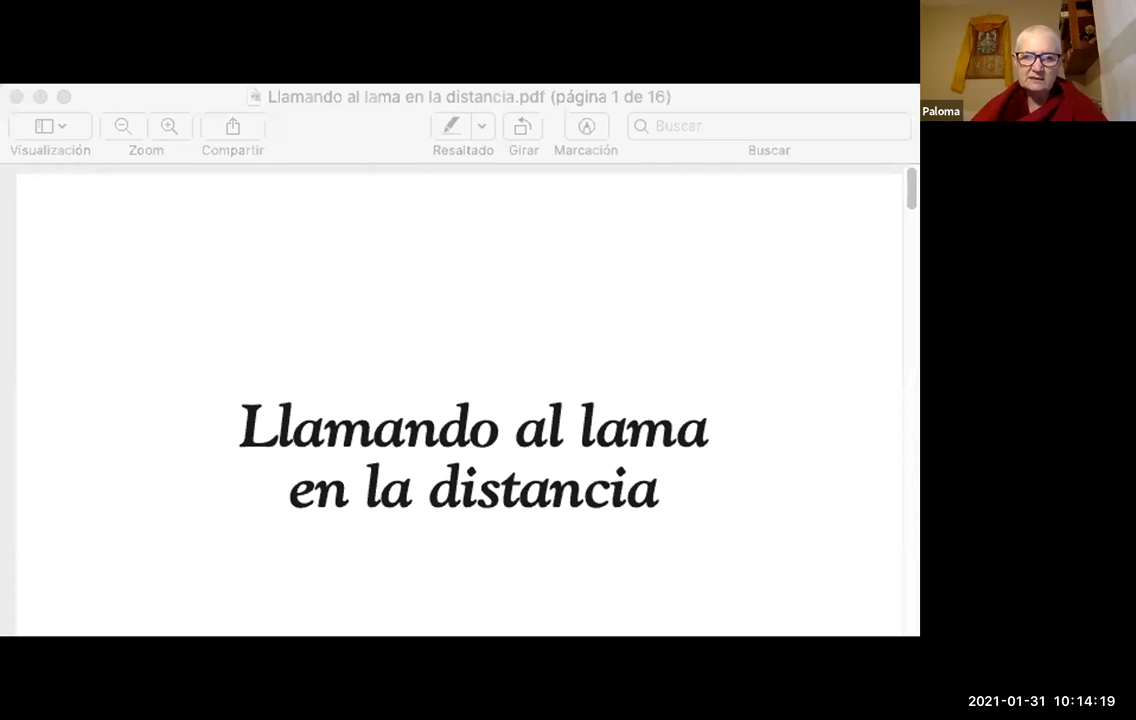 Llamando al lama en la distancia.pdf (página 1 de 16)
Visualización
Zoom
Compartir
Resaltado
Girar
Marcación
Buscar
Buscar
Llamando al lama
en la distancia
Paloma
2021-01-31 10:14:19